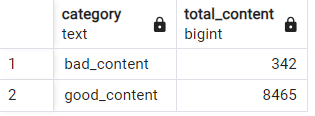 category total_content
text bigint
1 bad_content 342
2 good_content 8465